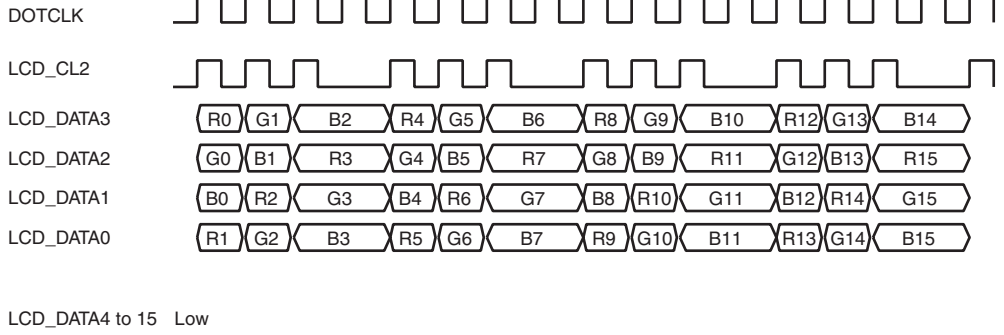 DOTCLK
LCD_CL2
LCD_DATA3 R0 G1 B2 R4 G5 B6 R8 G9 B10 R12 G13 B14
LCD_DATA2 G0 B1 R3 G4 B5 R7 G8 B9 R11 G12 B13 R15
LCD_DATA1 B0 R2 G3 B4 R6 G7 B8 R10 G11 B12 R14 G15
LCD_DATA0 R1 G2 B3 R5 G6 B7 R9 G10 B11 R13 G14 B15
LCD_DATA4 to 15 Low